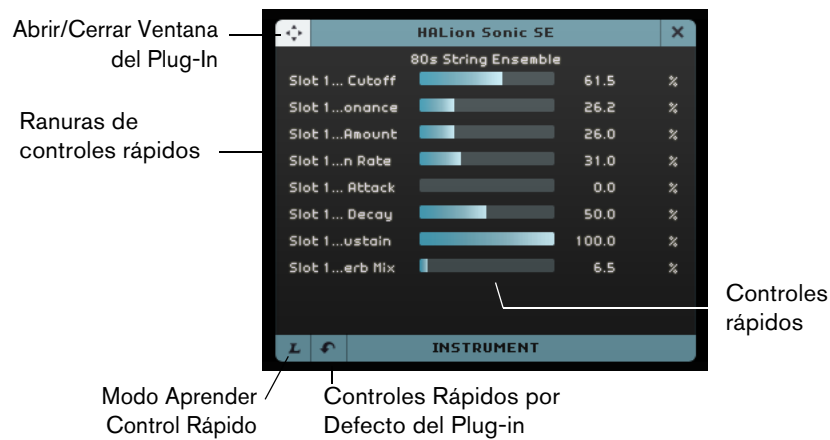 Abrir/Cerrar Ventana
del Plug-In
HALion Sonic SE
80s String Ensemble
Slot 1... Cutoff 61.5 %
Slot 1...onance 26.2 %
Ranuras de
controles rápidos
Slot 1...Amount 26.0 %
Slot 1...n Rate 31.0 %
Slot 1... Attack 0.0 %
Slot 1... Decay 50.0 %
Slot 1...ustain 100.0 %
Slot 1...erb Mix 6.5 %
Controles
rápidos
L INSTRUMENT
Modo Aprender
Control Rápido
Controles Rápidos por
Defecto del Plug-in